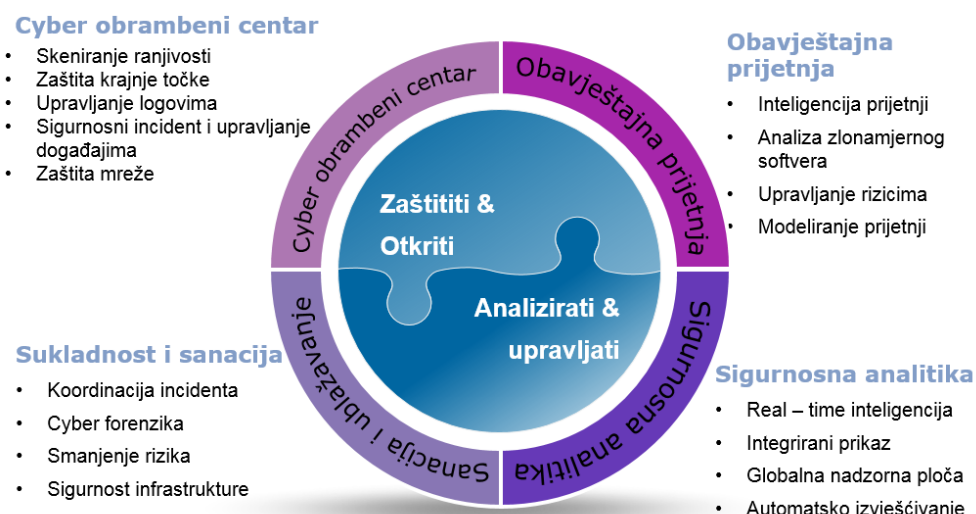 Cyber obrambeni centar
• Skeniranje ranjivosti
• Zaštita krajnje točke
• Upravljanje logovima
• Sigurnosni incident i upravljanje
događajima
• Zaštita mreže
Obavještajna
prijetnja
• Inteligencija prijetnji
• Analiza zlonamjernog
softvera
• Upravljanje rizicima
• Modeliranje prijetnji
Cyber obrambeni centar
Obavještajna prijetnja
Zaštititi &
Otkriti
Analizirati &
upravljati
Sanacija i ublažavanje
Sigurnosna analitika
Sukladnost i sanacija
• Koordinacija incidenta
• Cyber forenzika
• Smanjenje rizika
• Sigurnost infrastrukture
Sigurnosna analitika
• Real – time inteligencija
• Integrirani prikaz
• Globalna nadzorna ploča
• Automatsko izvješćivanje